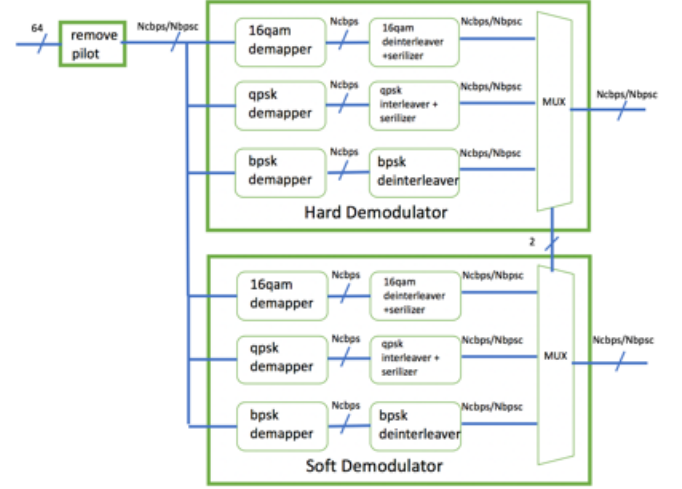 64
remove
pilot
Ncbps/Nbpsc
16qam
demapper
Ncbps
16qam
deinterleaver
+serilizer
Ncbps/Nbpsc
qpsk
demapper
Ncbps
qpsk
interleaver +
serilizer
Ncbps/Nbpsc
MUX
Ncbps/Nbpsc
bpsk
demapper
Ncbps
bpsk
deinterleaver
Ncbps/Nbpsc
Hard Demodulator
2
16qam
demapper
Ncbps
16qam
deinterleaver
+serilizer
Ncbps/Nbpsc
qpsk
demapper
Ncbps
qpsk
interleaver +
serilizer
Ncbps/Nbpsc
MUX
Ncbps/Nbpsc
bpsk
demapper
Ncbps
bpsk
deinterleaver
Ncbps/Nbpsc
Soft Demodulator